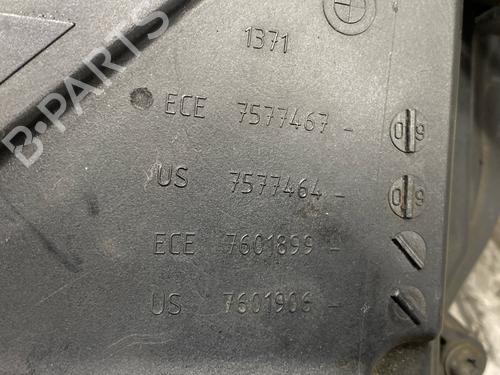 1371
ECE 7577467 -
US 7577464 -
ECE 7601899 -
US 7601906 -
B-PARTS